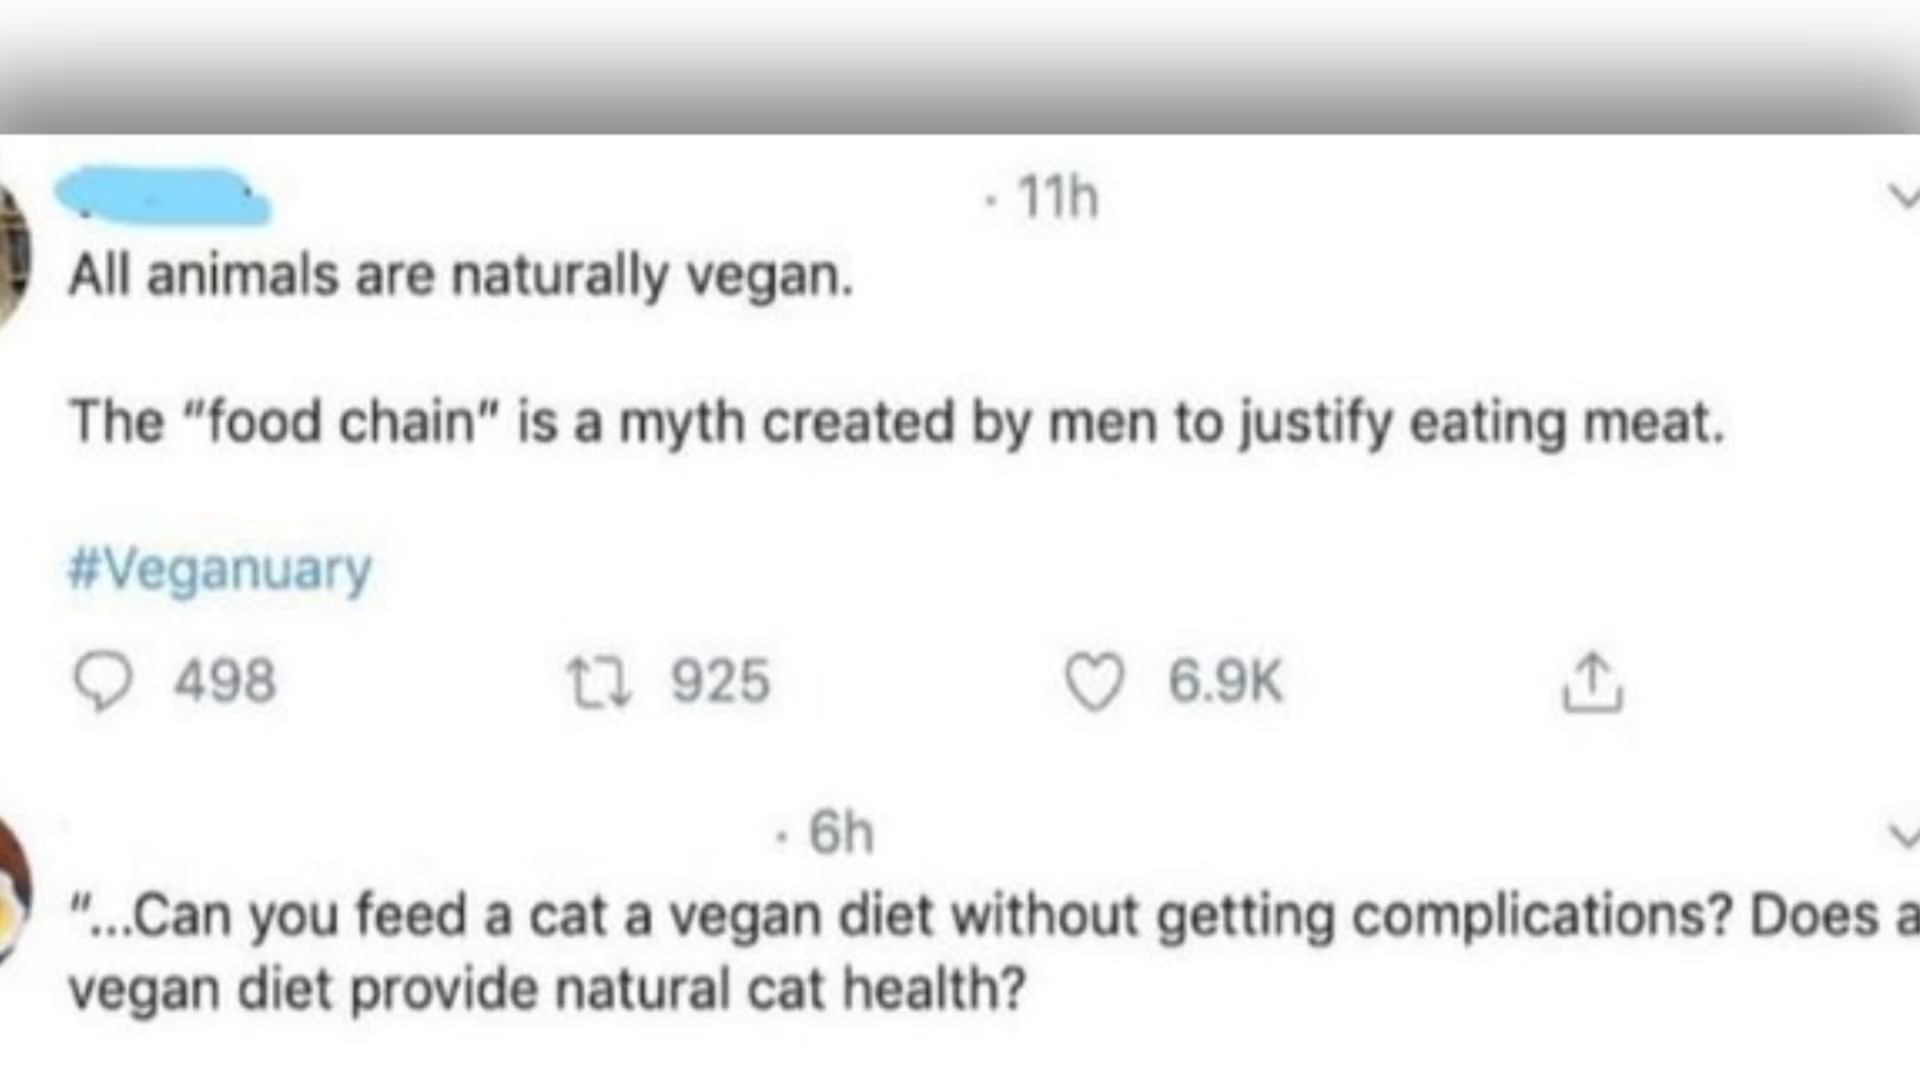 · 11h
All animals are naturally vegan.
The “food chain” is a myth created by men to justify eating meat.
#Veganuary
498 925 6.9K
· 6h
“...Can you feed a cat a vegan diet without getting complications? Does a
vegan diet provide natural cat health?